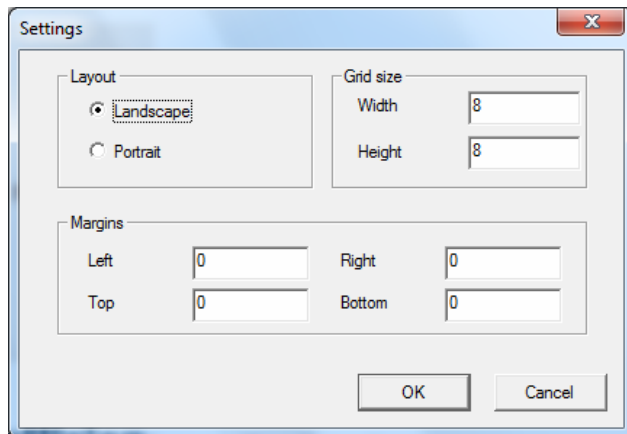 Settings
Layout
Landscape
Portrait
Grid size
Width 8
Height 8
Margins
Left 0 Right 0
Top 0 Bottom 0
OK Cancel